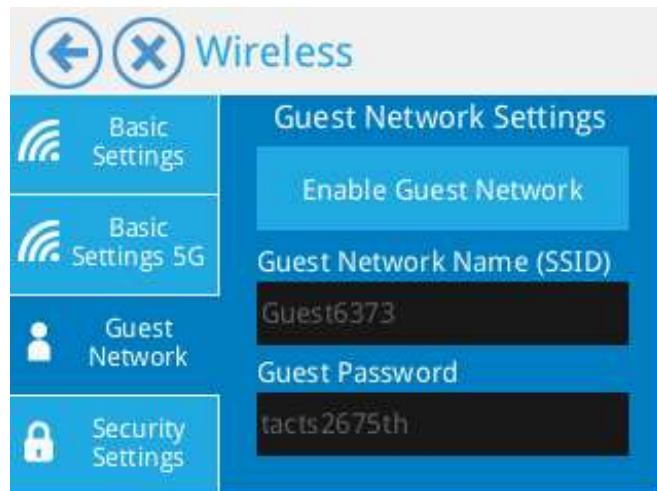 Wireless
Basic
Settings
Basic
Settings 5G
Guest
Network
Security
Settings
Guest Network Settings
Enable Guest Network
Guest Network Name (SSID)
Guest6373
Guest Password
tacts2675th